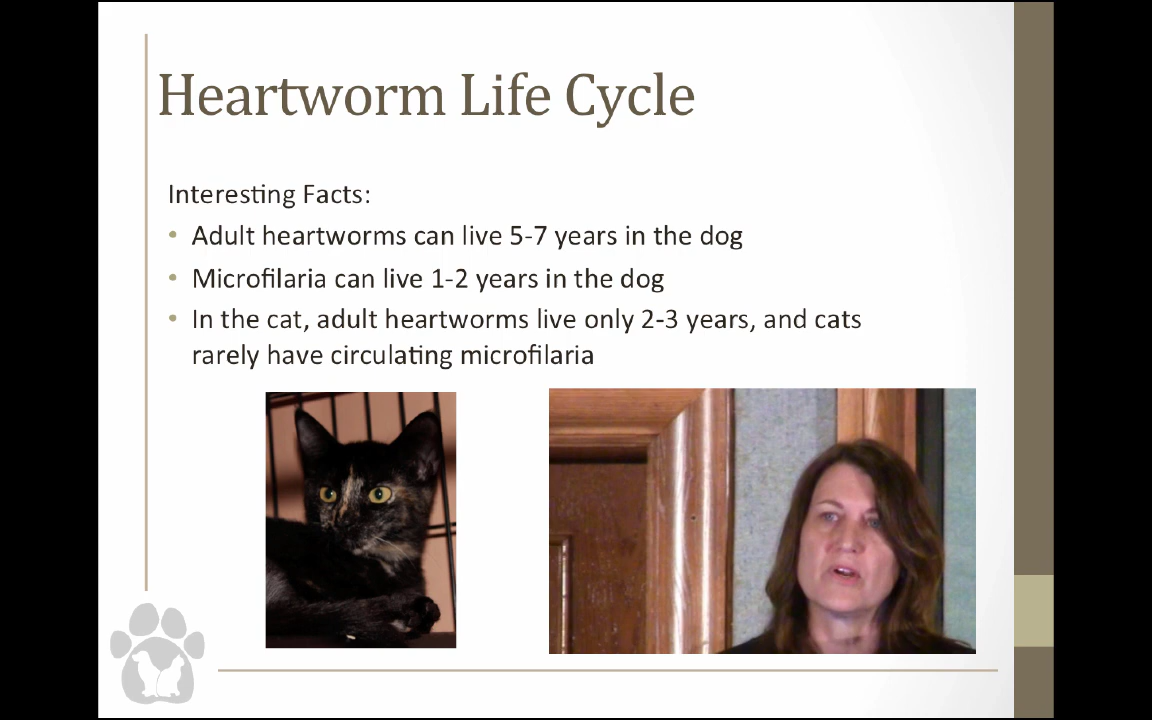 Heartworm Life Cycle
Interesting Facts:
• Adult heartworms can live 5-7 years in the dog
• Microfilaria can live 1-2 years in the dog
• In the cat, adult heartworms live only 2-3 years, and cats
rarely have circulating microfilaria